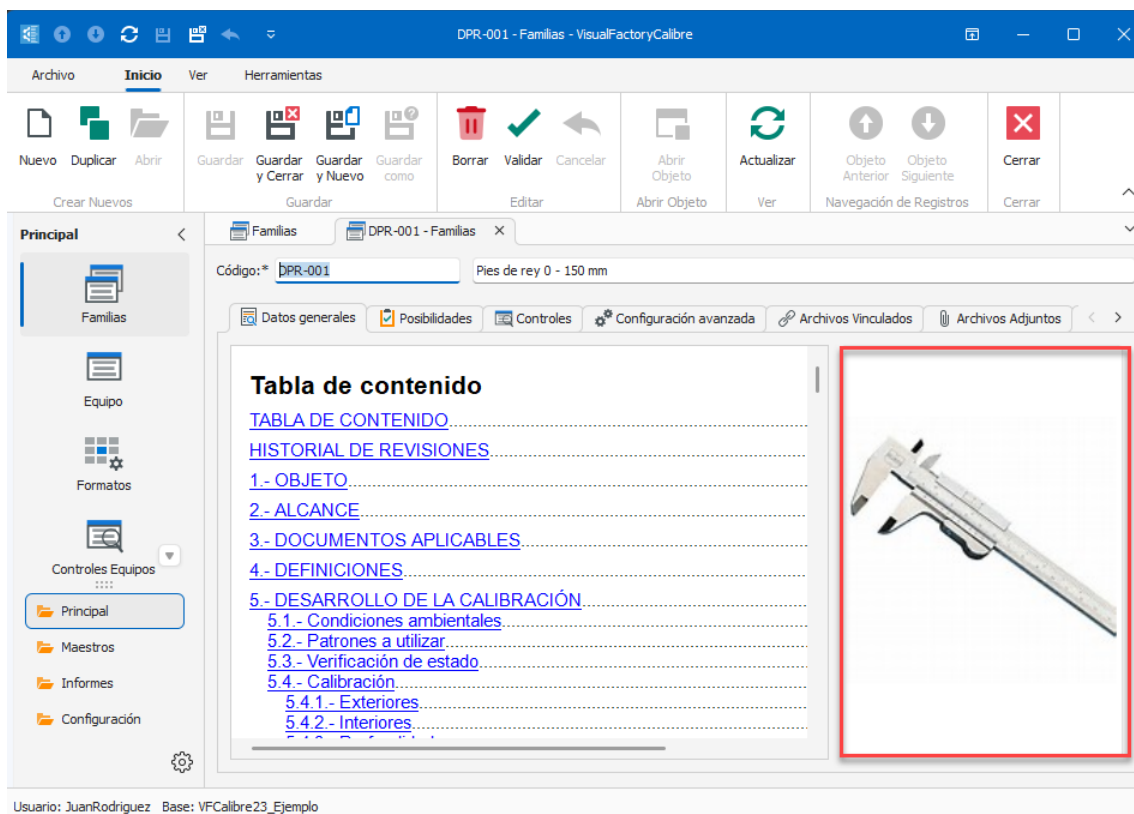 DPR-001 - Familias - VisualFactoryCalibre
Archivo Inicio Ver Herramientas
Nuevo Duplicar Abrir Guardar Guardar y Cerrar Guardar y Nuevo Guardar como Borrar Validar Cancelar Abrir Objeto Actualizar Objeto Anterior Objeto Siguiente Cerrar
Crear Nuevos Guardar Editar Abrir Objeto Ver Navegación de Registros Cerrar
Principal
Familias
Equipo
Formatos
Controles Equipos
Principal
Maestros
Informes
Configuración
Familias DPR-001 - Familias
Código:* DPR-001 Pies de rey 0 - 150 mm
Datos generales Posibilidades Controles Configuración avanzada Archivos Vinculados Archivos Adjuntos
Tabla de contenido
TABLA DE CONTENIDO
HISTORIAL DE REVISIONES
1.- OBJETO
2.- ALCANCE
3.- DOCUMENTOS APLICABLES
4.- DEFINICIONES
5.- DESARROLLO DE LA CALIBRACIÓN
5.1.- Condiciones ambientales
5.2.- Patrones a utilizar
5.3.- Verificación de estado
5.4.- Calibración
5.4.1.- Exteriores
5.4.2.- Interiores
Usuario: JuanRodriguez Base: VFCalibre23_Ejemplo